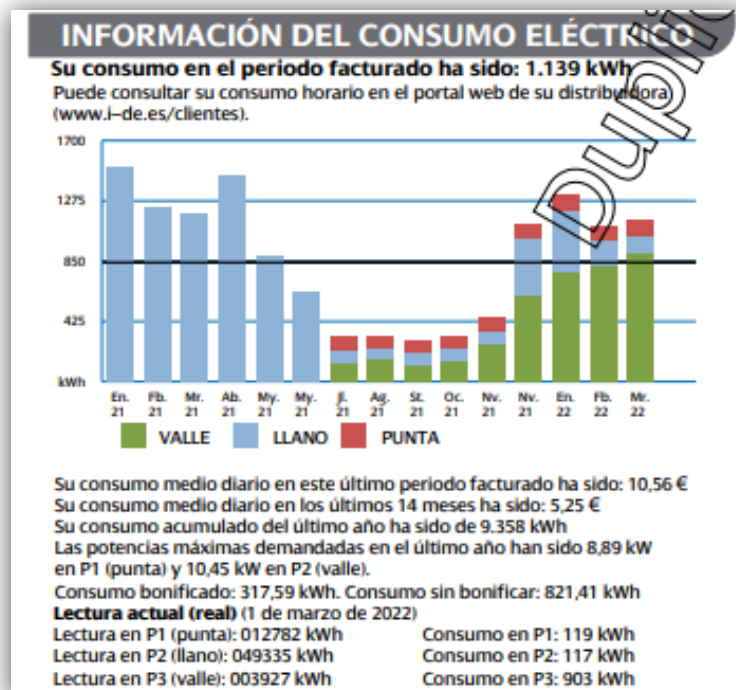 INFORMACIÓN DEL CONSUMO ELÉCTRICO
Su consumo en el periodo facturado ha sido: 1.139 kWh
Puede consultar su consumo horario en el portal web de su distribuidora
(www.i-de.es/clientes).
1700
1275
850
425
kWh
En. Fb. Mr. Ab. My. My. Jl. Ag. St. Oc. Nv. Nv. En. Fb. Mr.
21 21 21 21 21 21 21 21 21 21 21 21 22 22 22
VALLE LLANO PUNTA
Su consumo medio diario en este último periodo facturado ha sido: 10,56 €
Su consumo medio diario en los últimos 14 meses ha sido: 5,25 €
Su consumo acumulado del último año ha sido de 9.358 kWh
Las potencias máximas demandadas en el último año han sido 8,89 kW
en P1 (punta) y 10,45 kW en P2 (valle).
Consumo bonificado: 317,59 kWh. Consumo sin bonificar: 821,41 kWh
Lectura actual (real) (1 de marzo de 2022)
Lectura en P1 (punta): 012782 kWh Consumo en P1: 119 kWh
Lectura en P2 (llano): 049335 kWh Consumo en P2: 117 kWh
Lectura en P3 (valle): 003927 kWh Consumo en P3: 903 kWh